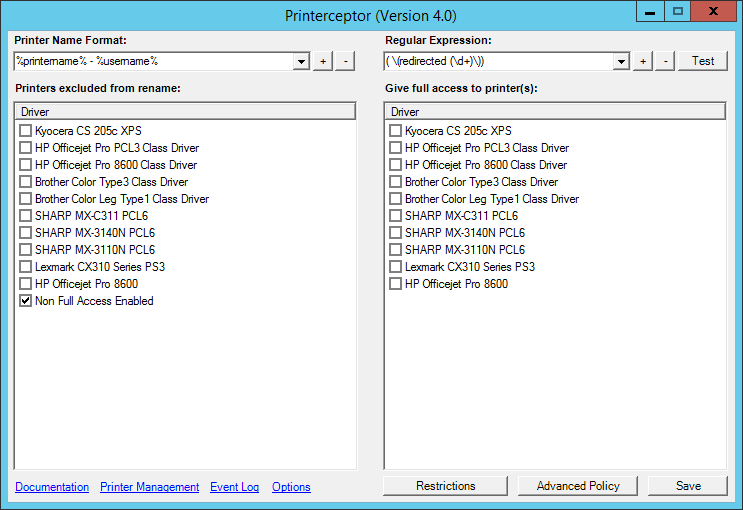 Printerceptor (Version 4.0)
Printer Name Format:
%printername% - %username%
+ -
Printers excluded from rename:
Driver
Kyocera CS 205c XPS
HP Officejet Pro PCL3 Class Driver
HP Officejet Pro 8600 Class Driver
Brother Color Type3 Class Driver
Brother Color Leg Type1 Class Driver
SHARP MX-C311 PCL6
SHARP MX-3140N PCL6
SHARP MX-3110N PCL6
Lexmark CX310 Series PS3
HP Officejet Pro 8600
Non Full Access Enabled
Regular Expression:
( \(redirected (\d+)\))
+ - Test
Give full access to printer(s):
Driver
Kyocera CS 205c XPS
HP Officejet Pro PCL3 Class Driver
HP Officejet Pro 8600 Class Driver
Brother Color Type3 Class Driver
Brother Color Leg Type1 Class Driver
SHARP MX-C311 PCL6
SHARP MX-3140N PCL6
SHARP MX-3110N PCL6
Lexmark CX310 Series PS3
HP Officejet Pro 8600
Documentation Printer Management Event Log Options
Restrictions Advanced Policy Save